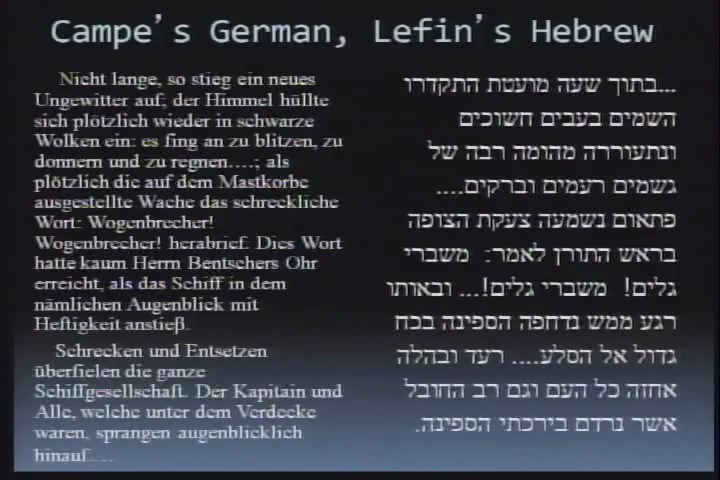 Campe's German, Lefin's Hebrew
Nicht lange, so stieg ein neues
Ungewitter auf; der Himmel hüllte
sich plötzlich wieder in schwarze
Wolken ein: es fing an zu blitzen, zu
donnern und zu regnen....; als
plötzlich die auf dem Mastkorbe
ausgestellte Wache das schreckliche
Wort: Wogenbrecher!
Wogenbrecher! herabrief. Dies Wort
hatte kaum Herrn Bentschers Ohr
erreicht, als das Schiff in dem
nämlichen Augenblick mit
Heftigkeit anstieß.
Schrecken und Entsetzen
überfielen die ganze
Schiffgesellschaft. Der Kapitain und
Alle, welche unter dem Verdecke
waren, sprangen augenblicklich
hinauf....
...בתוך שעה מועטת התקדרו
השמים בעבים חשוכים
ונתעוררה מהומה רבה של
גשמים רעמים וברקים....
פתאום נשמעה צעקת הצופה
בראש התורן לאמר: משברי
גלים! משברי גלים!... ובאותו
רגע ממש נדחפה הספינה בכח
גדול אל הסלע.... רעד ובהלה
אחזה כל העם וגם רב החובל
אשר נרדם בירכתי הספינה.